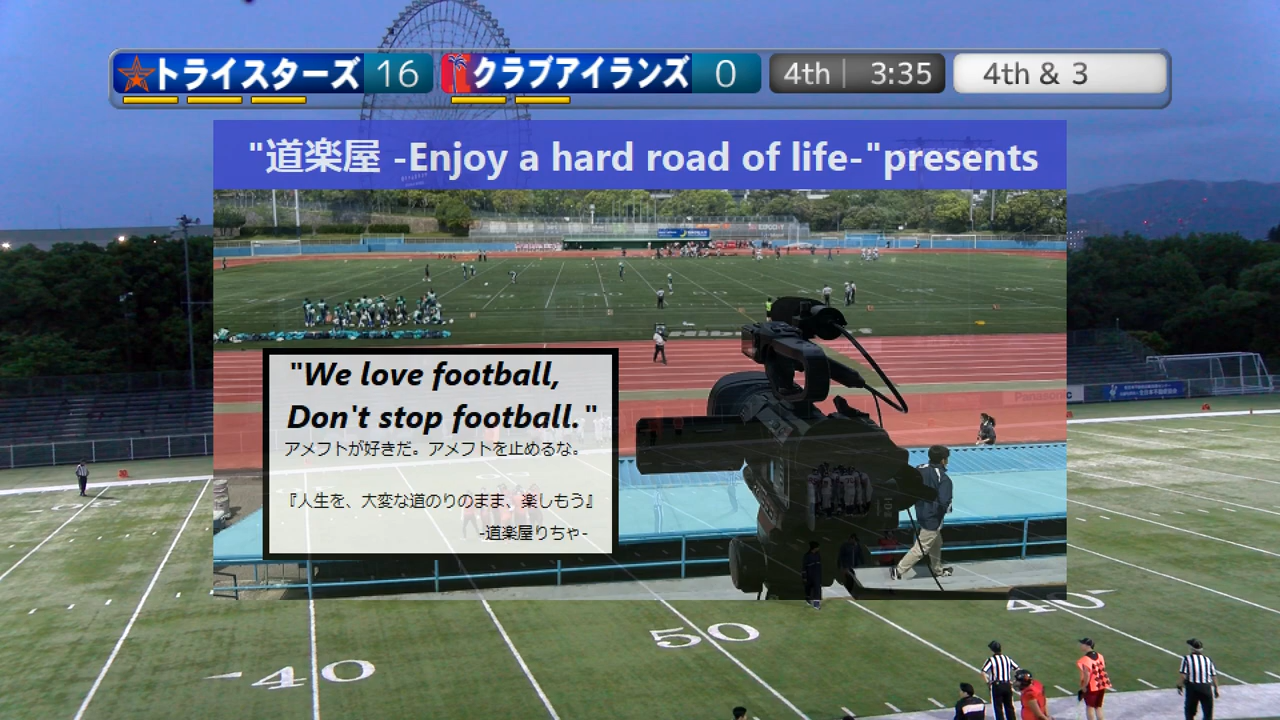 トライスターズ 16 クラブアイランズ 0 4th 3:35 4th & 3
"道楽屋 -Enjoy a hard road of life-"presents
"We love football,
Don't stop football."
アメフトが好きだ。アメフトを止めるな。
『人生を、大変な道のりのまま、楽しもう』
-道楽屋りちゃ-
Panasonic
40
50
40